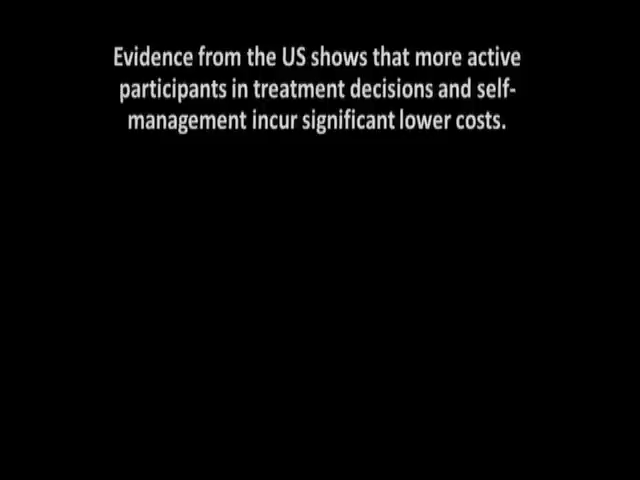 Evidence from the US shows that more active
participants in treatment decisions and self-
management incur significant lower costs.